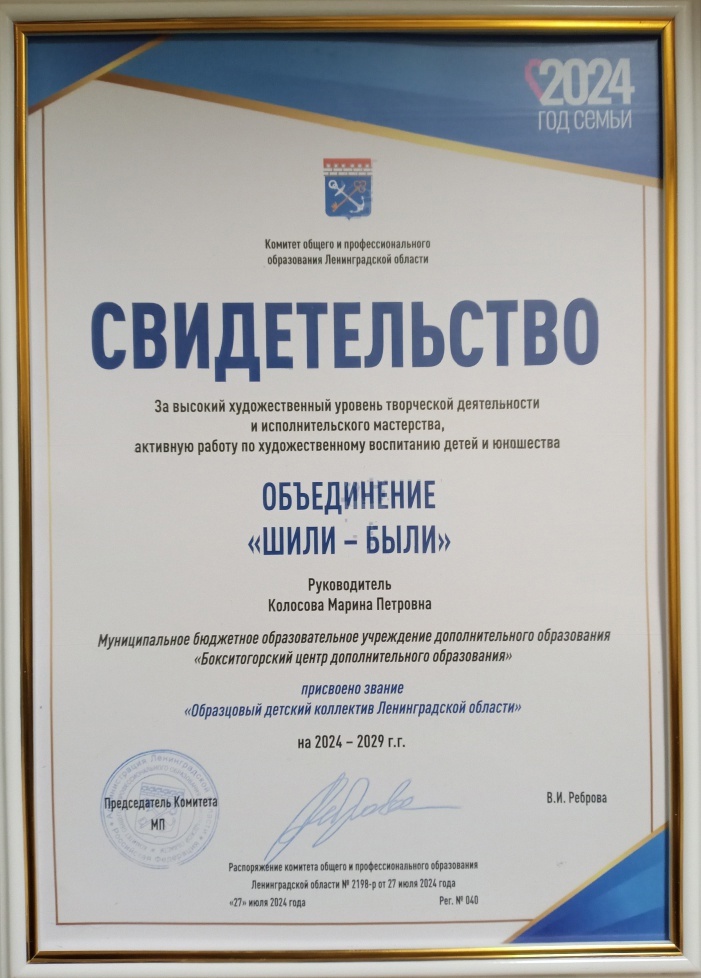 2024
ГОД СЕМЬИ
Комитет общего и профессионального
образования Ленинградской области
СВИДЕТЕЛЬСТВО
За высокий художественный уровень творческой деятельности
и исполнительского мастерства,
активную работу по художественному воспитанию детей и юношества
ОБЪЕДИНЕНИЕ
«ШИЛИ – БЫЛИ»
Руководитель
Колосова Марина Петровна
Муниципальное бюджетное образовательное учреждение дополнительного образования
«Бокситогорский центр дополнительного образования»
присвоено звание
«Образцовый детский коллектив Ленинградской области»
на 2024 – 2029 г.г.
Председатель Комитета
МП
В.И. Реброва
Распоряжение комитета общего и профессионального образования
Ленинградской области № 2198-р от 27 июля 2024 года
«27» июля 2024 года Рег. № 040